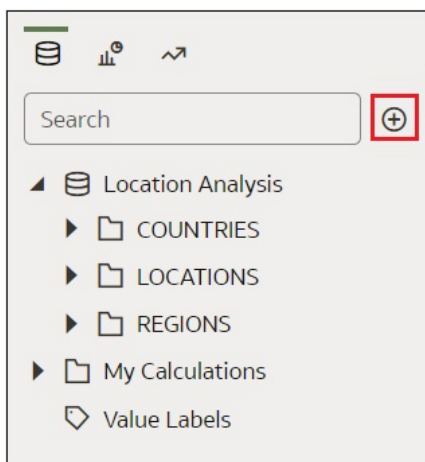 Search
Location Analysis
COUNTRIES
LOCATIONS
REGIONS
My Calculations
Value Labels